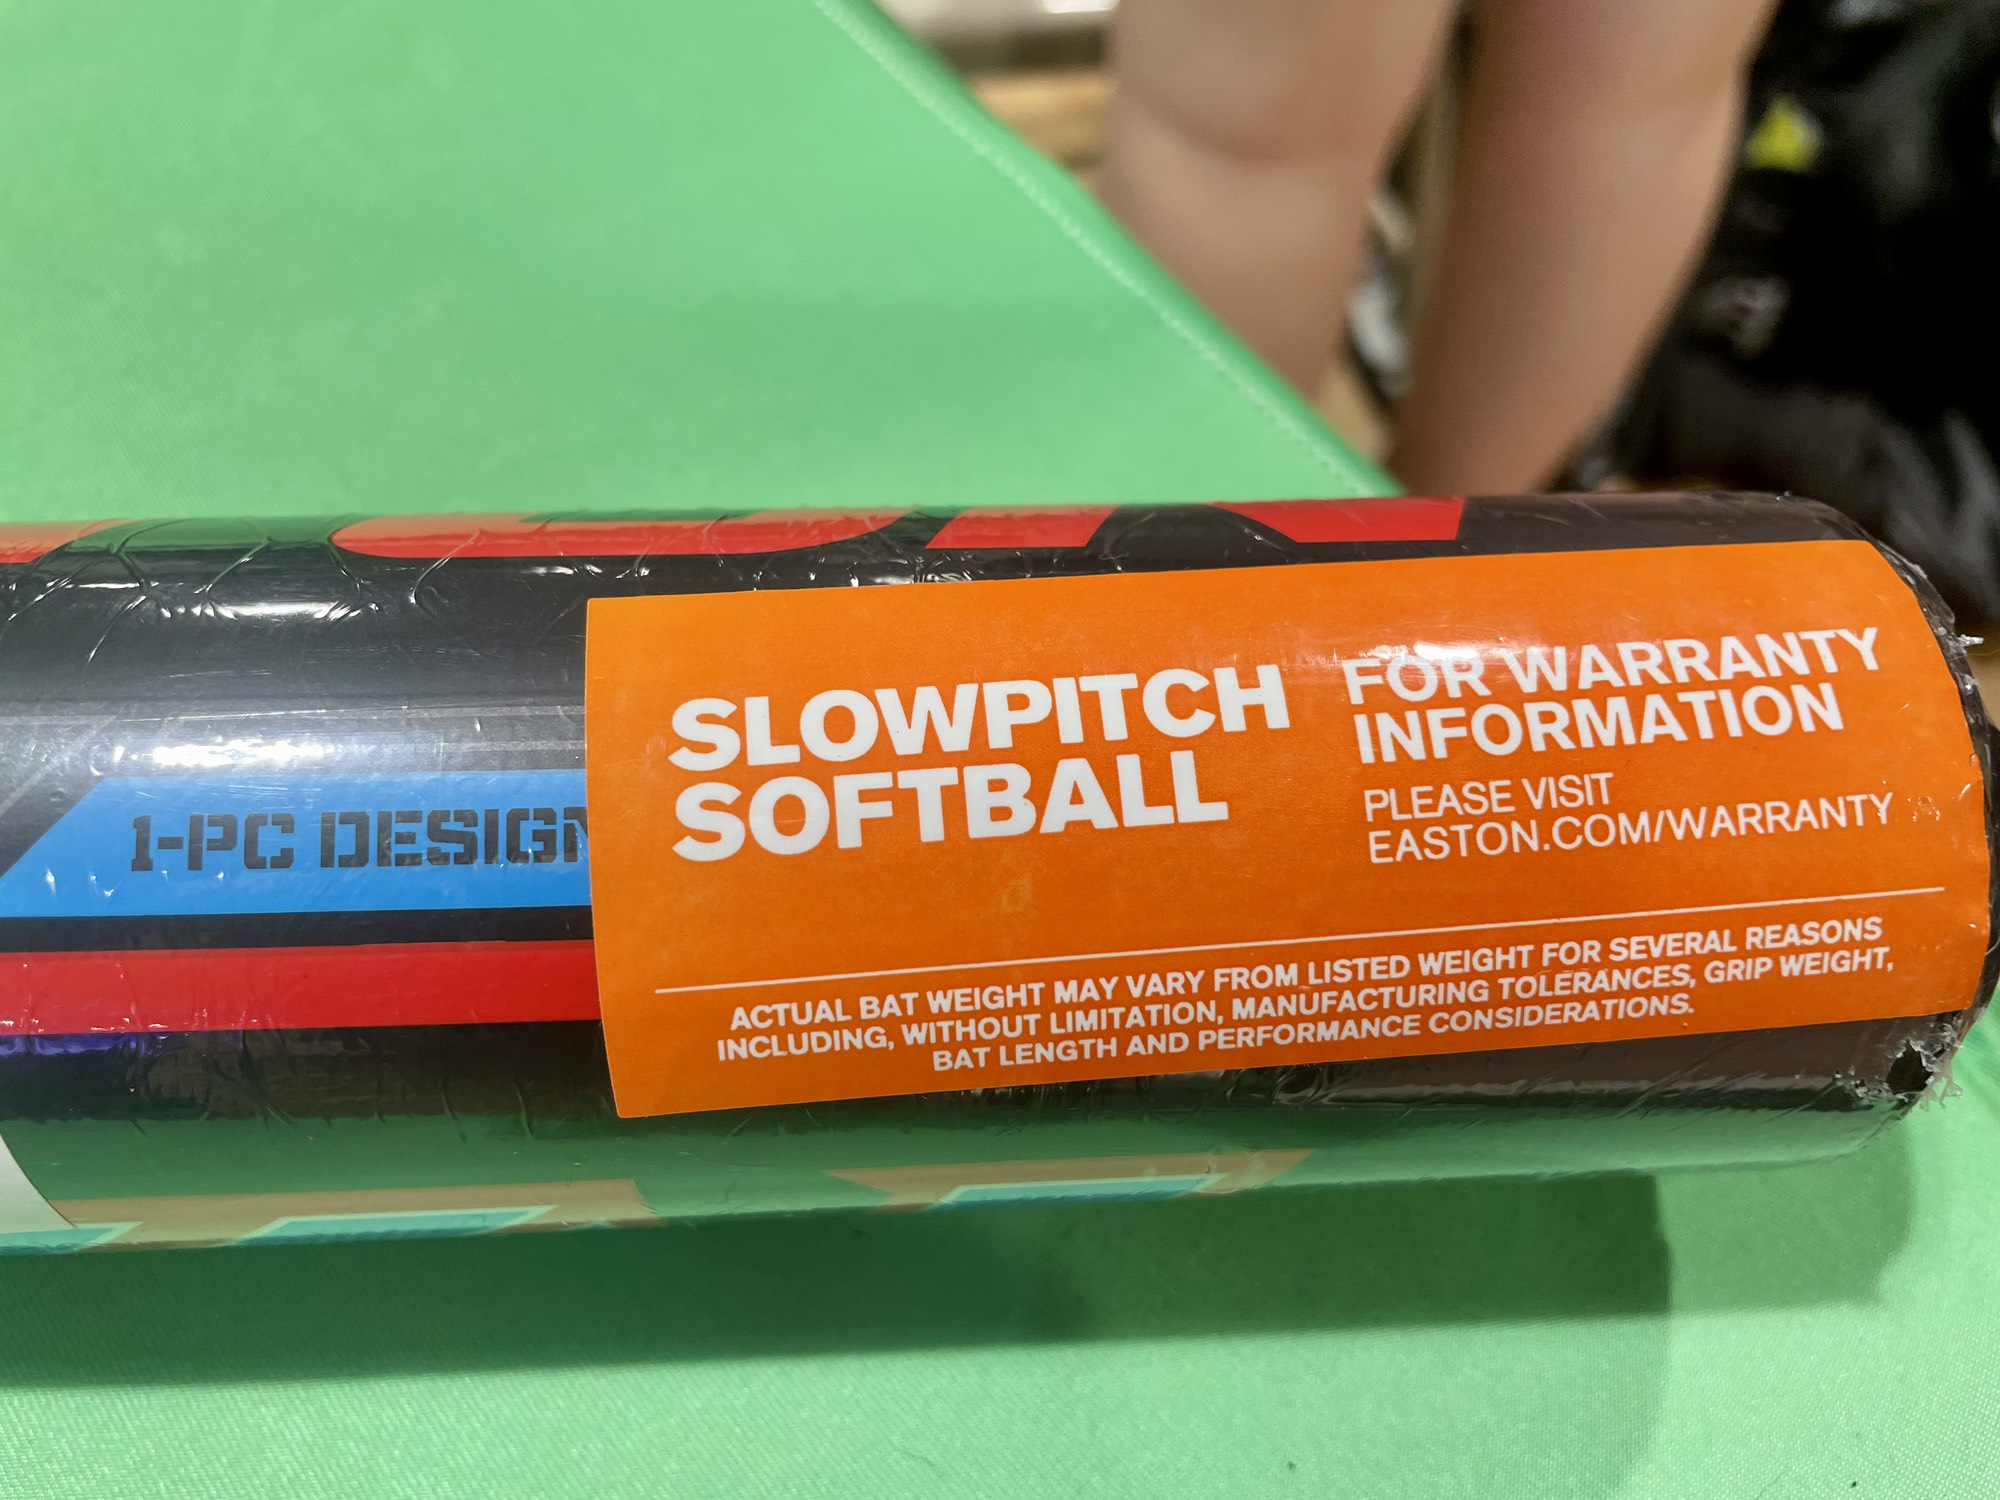 1-PC DESIGN
SLOWPITCH
SOFTBALL
FOR WARRANTY
INFORMATION
PLEASE VISIT
EASTON.COM/WARRANTY
ACTUAL BAT WEIGHT MAY VARY FROM LISTED WEIGHT FOR SEVERAL REASONS
INCLUDING, WITHOUT LIMITATION, MANUFACTURING TOLERANCES, GRIP WEIGHT,
BAT LENGTH AND PERFORMANCE CONSIDERATIONS.